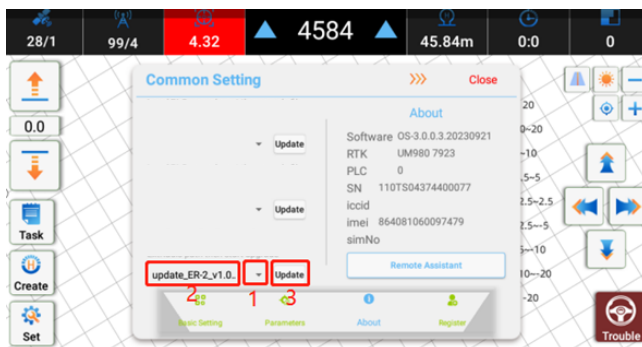 28/1
99/4
4.32
4584
45.84m
0:0
0
Common Setting
Close
About
0.0
Update
Software OS-3.0.0.3.20230921
RTK UM980 7923
PLC 0
SN 110TS04374400077
iccid
imei 864081060097479
simNo
Update
Task
update_ER-2_v1.0..
Update
Remote Assistant
2
1
3
Create
Basic Setting
Parameters
About
Register
Set
20
0~20
~10
.5~5
2.5~2.5
2.5~-5
5~-10
10~-20
-20
Trouble